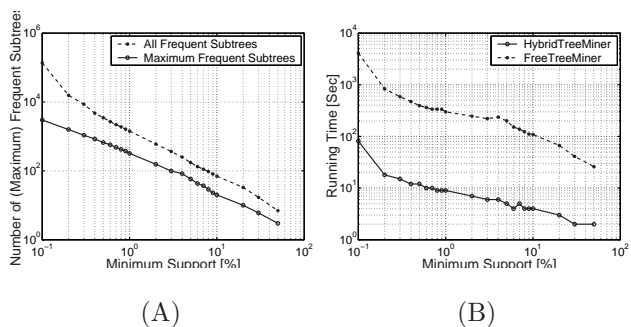 Number of (Maximum) Frequent Subtrees
10^6
10^4
10^2
10^0
All Frequent Subtrees
Maximum Frequent Subtrees
10^-1
10^0
10^1
10^2
Minimum Support [%]
(A)
Running Time [Sec]
10^4
10^3
10^2
10^1
10^0
HybridTreeMiner
FreeTreeMiner
10^-1
10^0
10^1
10^2
Minimum Support [%]
(B)